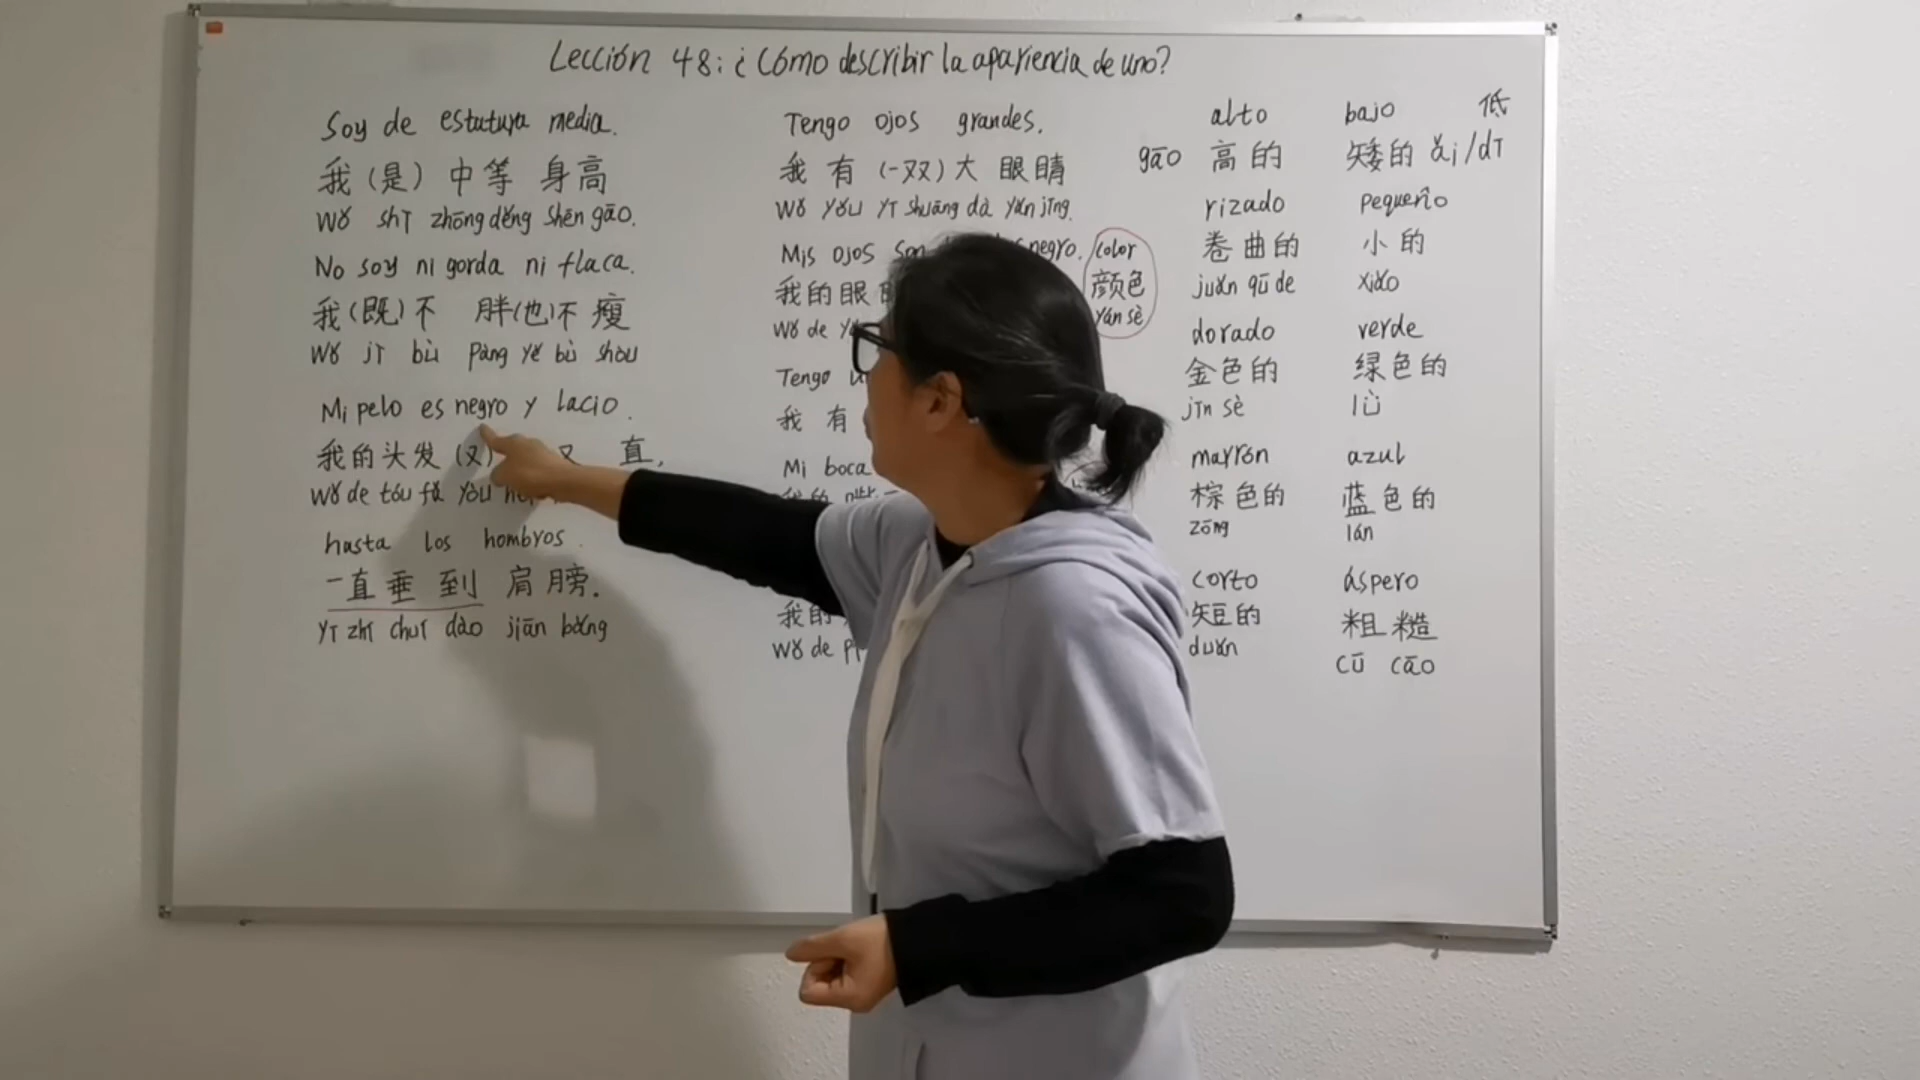 Lección 48: ¿Cómo describir la apariencia de uno?
Soy de estatura media.
我(是)中等 身高
wǒ shī zhōng děng shēn gāo.
No soy ni gorda ni flaca.
我(既)不 胖(也)不 瘦
wǒ jī bù pàng yě bù shòu
Mi pelo es negro y lacio.
我的头发(又) 又 直,
wǒ de tóu fǎ yòu
hasta los hombros.
一直垂到 肩膀.
yī zhī chuī dào jiān bǎng
Tengo ojos grandes.
我 有 (一双)大 眼睛
wǒ yǒu yī shuāng dà yǎn jīng.
Mis ojos son negro.
我的眼
wǒ de
Tengo
我 有
Mi boca
我的 嘴
我的
wǒ de
color
颜色
yán sè
alto
gāo 高的
rizado
卷曲的
juǎn qū de
dorado
金色的
jīn sè
marrón
棕色的
zōng
corto
短的
duǎn
bajo 低
矮的 ǎi/dī
pequeño
小的
xiǎo
verde
绿色的
lǜ
azul
蓝色的
lán
áspero
粗糙
cū cāo